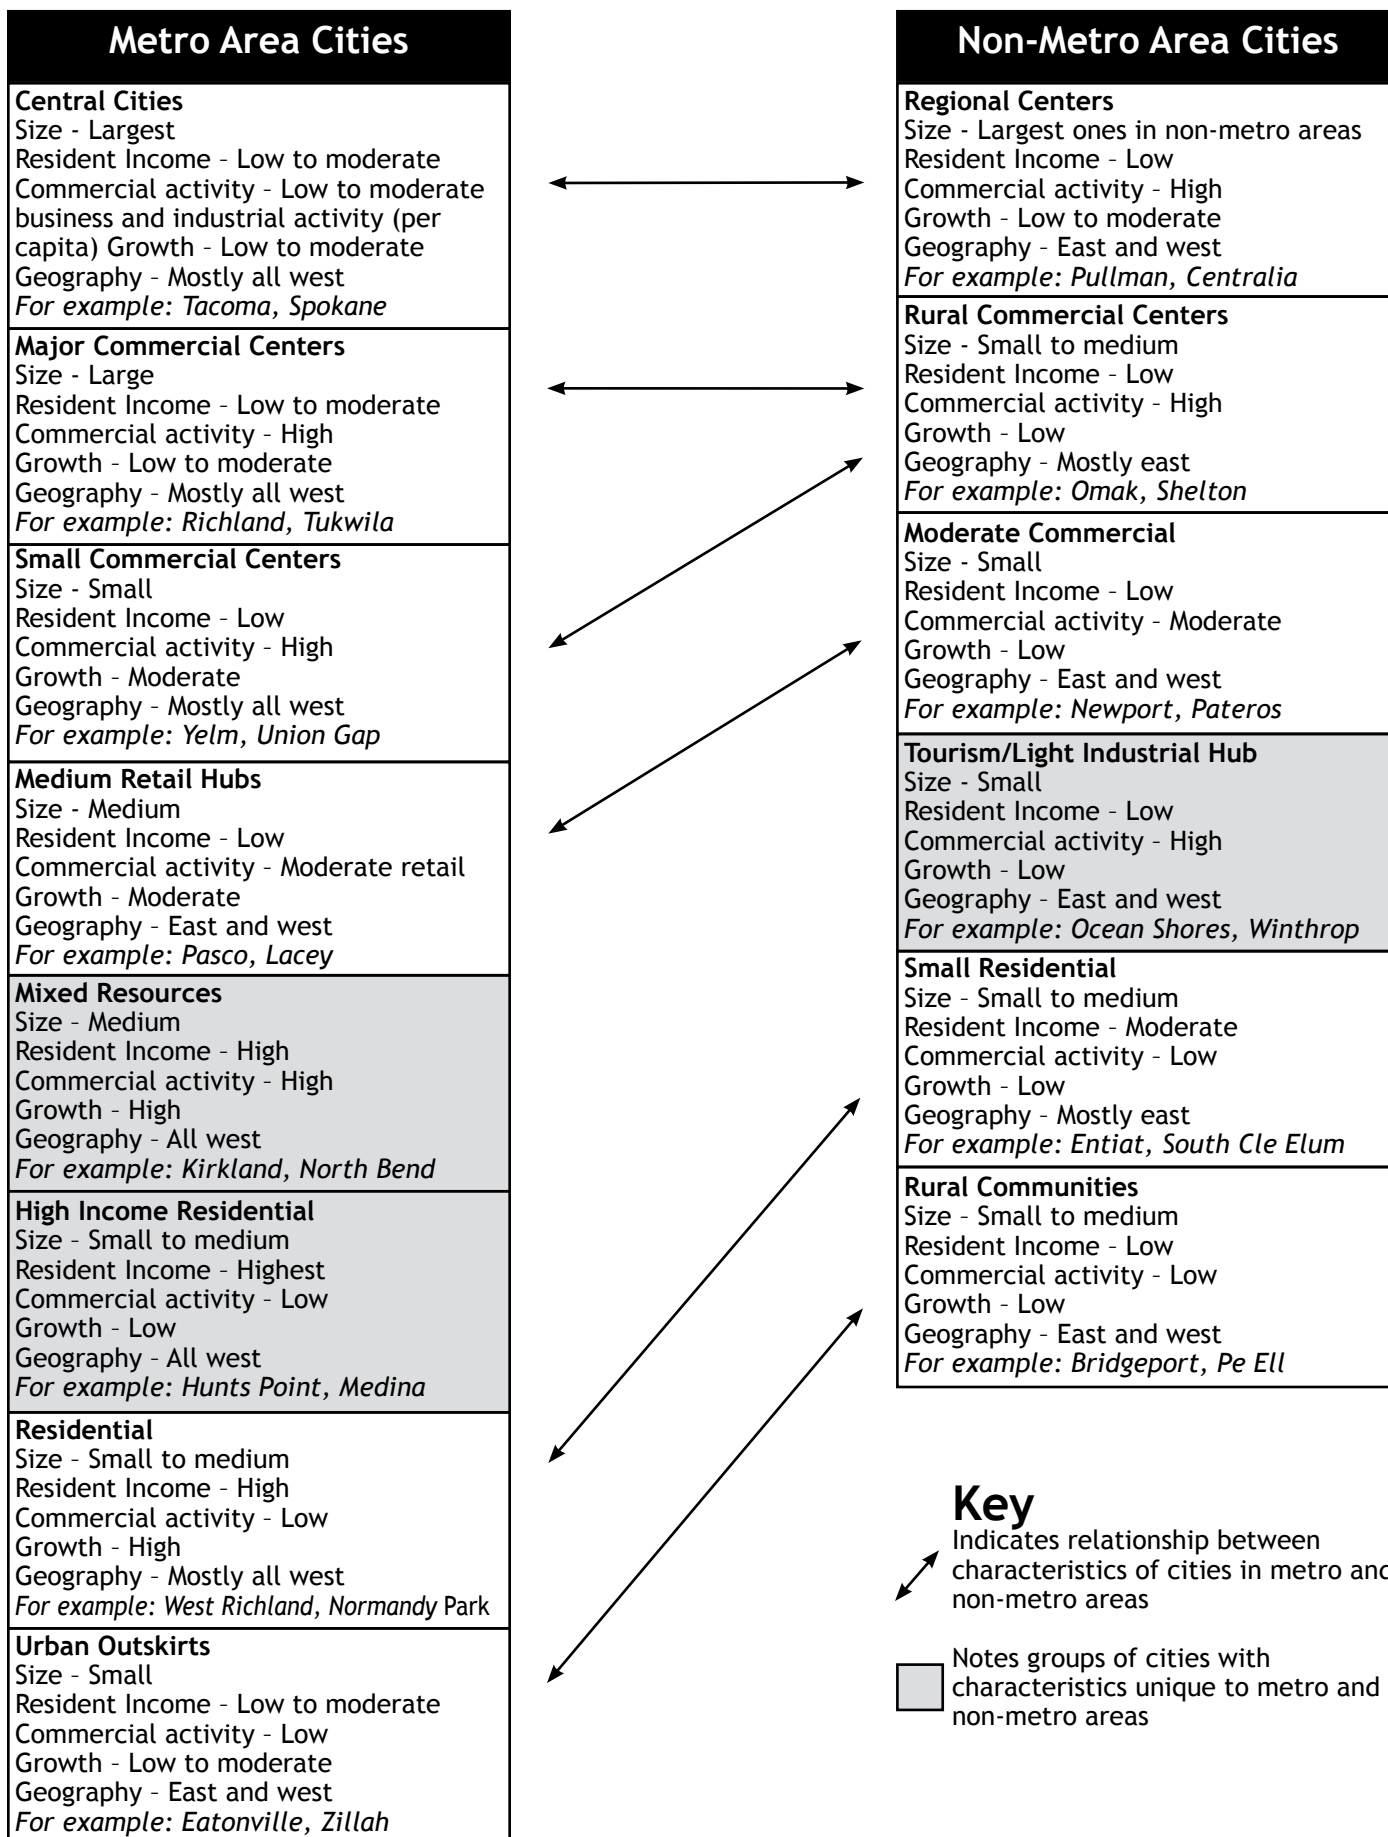 Metro Area Cities
Central Cities
Size - Largest
Resident Income – Low to moderate
Commercial activity – Low to moderate
business and industrial activity (per
capita) Growth – Low to moderate
Geography – Mostly all west
For example: Tacoma, Spokane
Major Commercial Centers
Size - Large
Resident Income – Low to moderate
Commercial activity – High
Growth – Low to moderate
Geography – Mostly all west
For example: Richland, Tukwila
Small Commercial Centers
Size - Small
Resident Income – Low
Commercial activity – High
Growth – Moderate
Geography – Mostly all west
For example: Yelm, Union Gap
Medium Retail Hubs
Size - Medium
Resident Income – Low
Commercial activity – Moderate retail
Growth – Moderate
Geography – East and west
For example: Pasco, Lacey
Mixed Resources
Size – Medium
Resident Income – High
Commercial activity – High
Growth – High
Geography – All west
For example: Kirkland, North Bend
High Income Residential
Size – Small to medium
Resident Income – Highest
Commercial activity – Low
Growth – Low
Geography – All west
For example: Hunts Point, Medina
Residential
Size – Small to medium
Resident Income – High
Commercial activity – Low
Growth – High
Geography – Mostly all west
For example: West Richland, Normandy Park
Urban Outskirts
Size – Small
Resident Income – Low to moderate
Commercial activity – Low
Growth – Low to moderate
Geography – East and west
For example: Eatonville, Zillah
Non-Metro Area Cities
Regional Centers
Size - Largest ones in non-metro areas
Resident Income – Low
Commercial activity – High
Growth – Low to moderate
Geography – East and west
For example: Pullman, Centralia
Rural Commercial Centers
Size - Small to medium
Resident Income – Low
Commercial activity – High
Growth – Low
Geography – Mostly east
For example: Omak, Shelton
Moderate Commercial
Size - Small
Resident Income – Low
Commercial activity – Moderate
Growth – Low
Geography – East and west
For example: Newport, Pateros
Tourism/Light Industrial Hub
Size - Small
Resident Income – Low
Commercial activity – High
Growth – Low
Geography – East and west
For example: Ocean Shores, Winthrop
Small Residential
Size – Small to medium
Resident Income – Moderate
Commercial activity – Low
Growth – Low
Geography – Mostly east
For example: Entiat, South Cle Elum
Rural Communities
Size – Small to medium
Resident Income – Low
Commercial activity – Low
Growth – Low
Geography – East and west
For example: Bridgeport, Pe Ell
Key
Indicates relationship between
characteristics of cities in metro and
non-metro areas
Notes groups of cities with
characteristics unique to metro and
non-metro areas